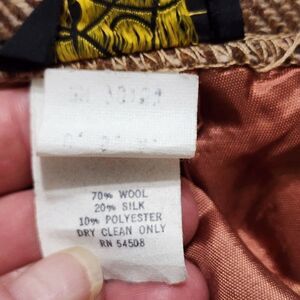 70% WOOL
20% SILK
10% POLYESTER
DRY CLEAN ONLY
RN 54508